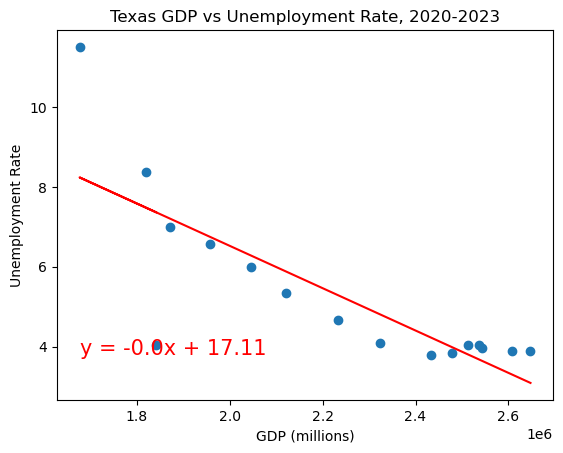 Texas GDP vs Unemployment Rate, 2020-2023
Unemployment Rate
10
8
6
4
y = -0.0x + 17.11
1.8
2.0
2.2
2.4
2.6
1e6
GDP (millions)